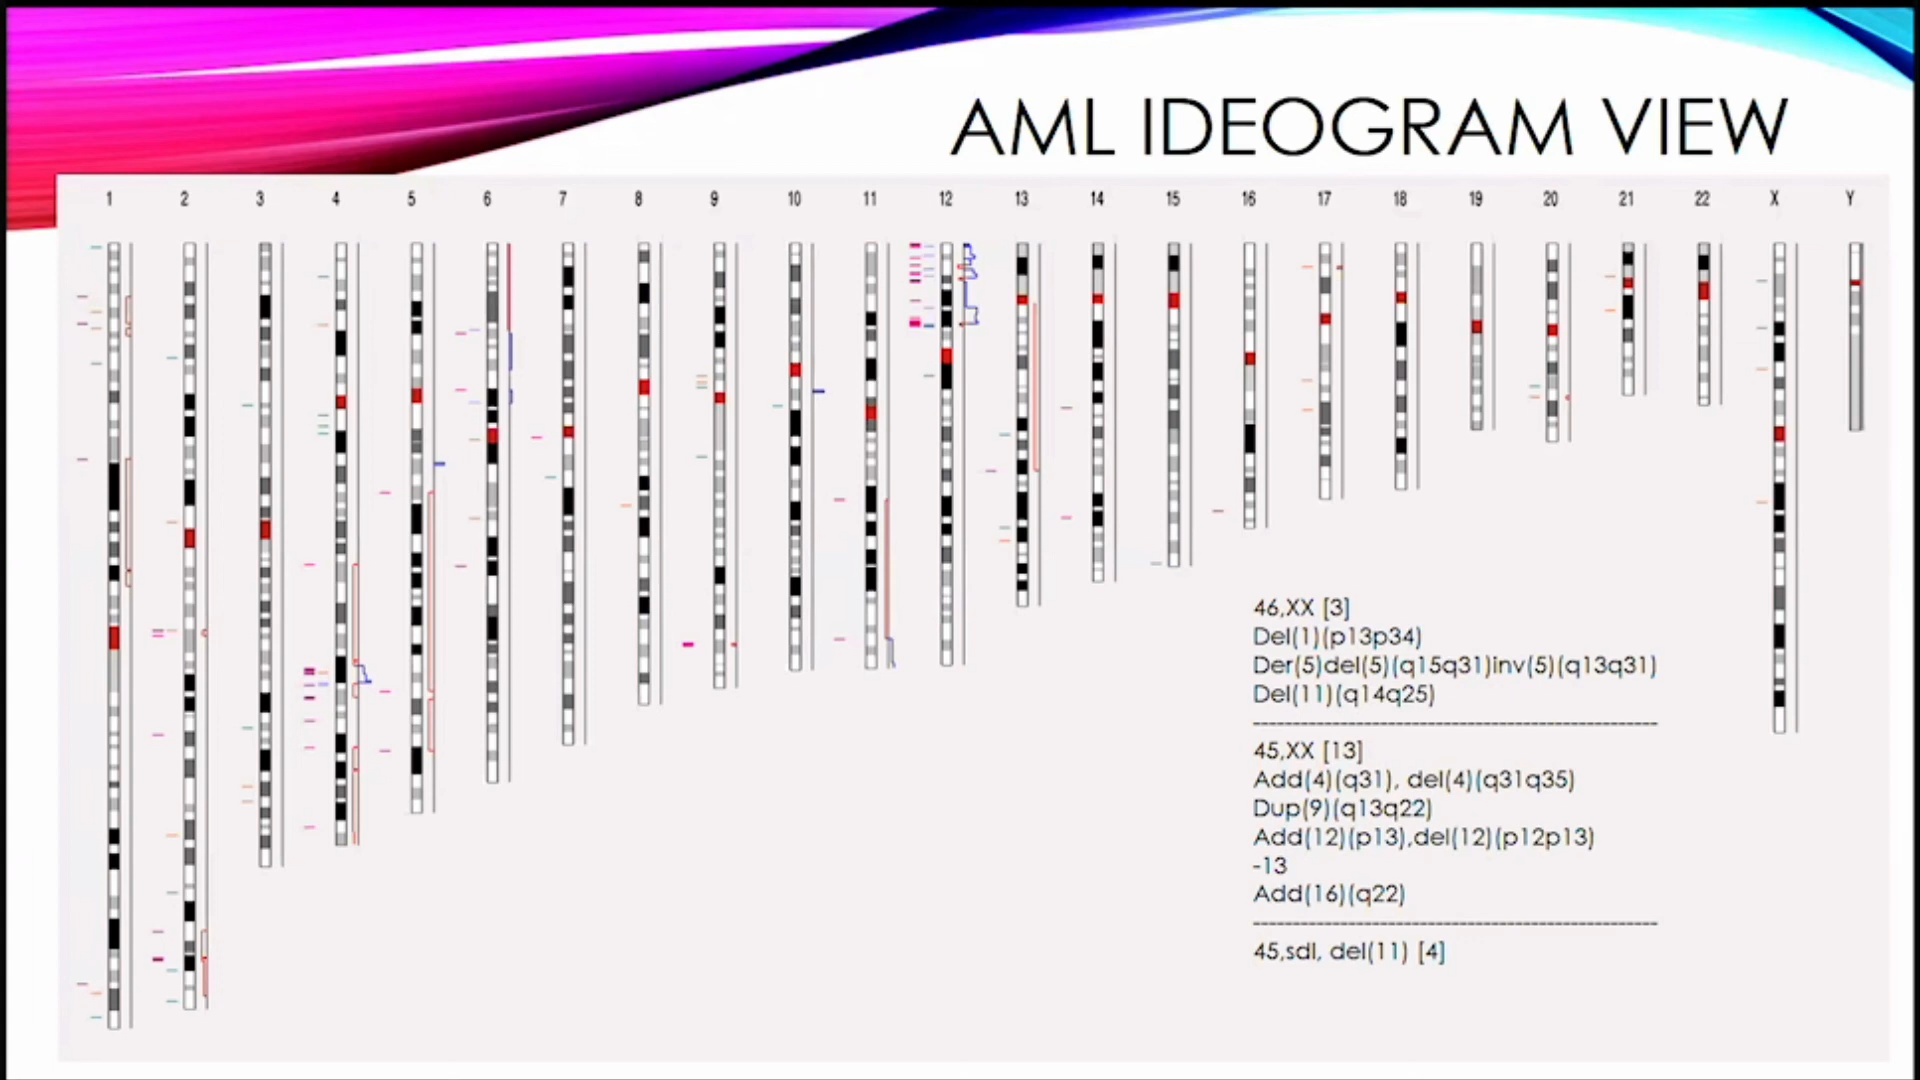 AML IDEOGRAM VIEW
1 2 3 4 5 6 7 8 9 10 11 12 13 14 15 16 17 18 19 20 21 22 X Y
46,XX [3]
Del(1)(p13p34)
Der(5)del(5)(q15q31)inv(5)(q13q31)
Del(11)(q14q25)
45,XX [13]
Add(4)(q31), del(4)(q31q35)
Dup(9)(q13q22)
Add(12)(p13),del(12)(p12p13)
-13
Add(16)(q22)
45,sdl, del(11) [4]